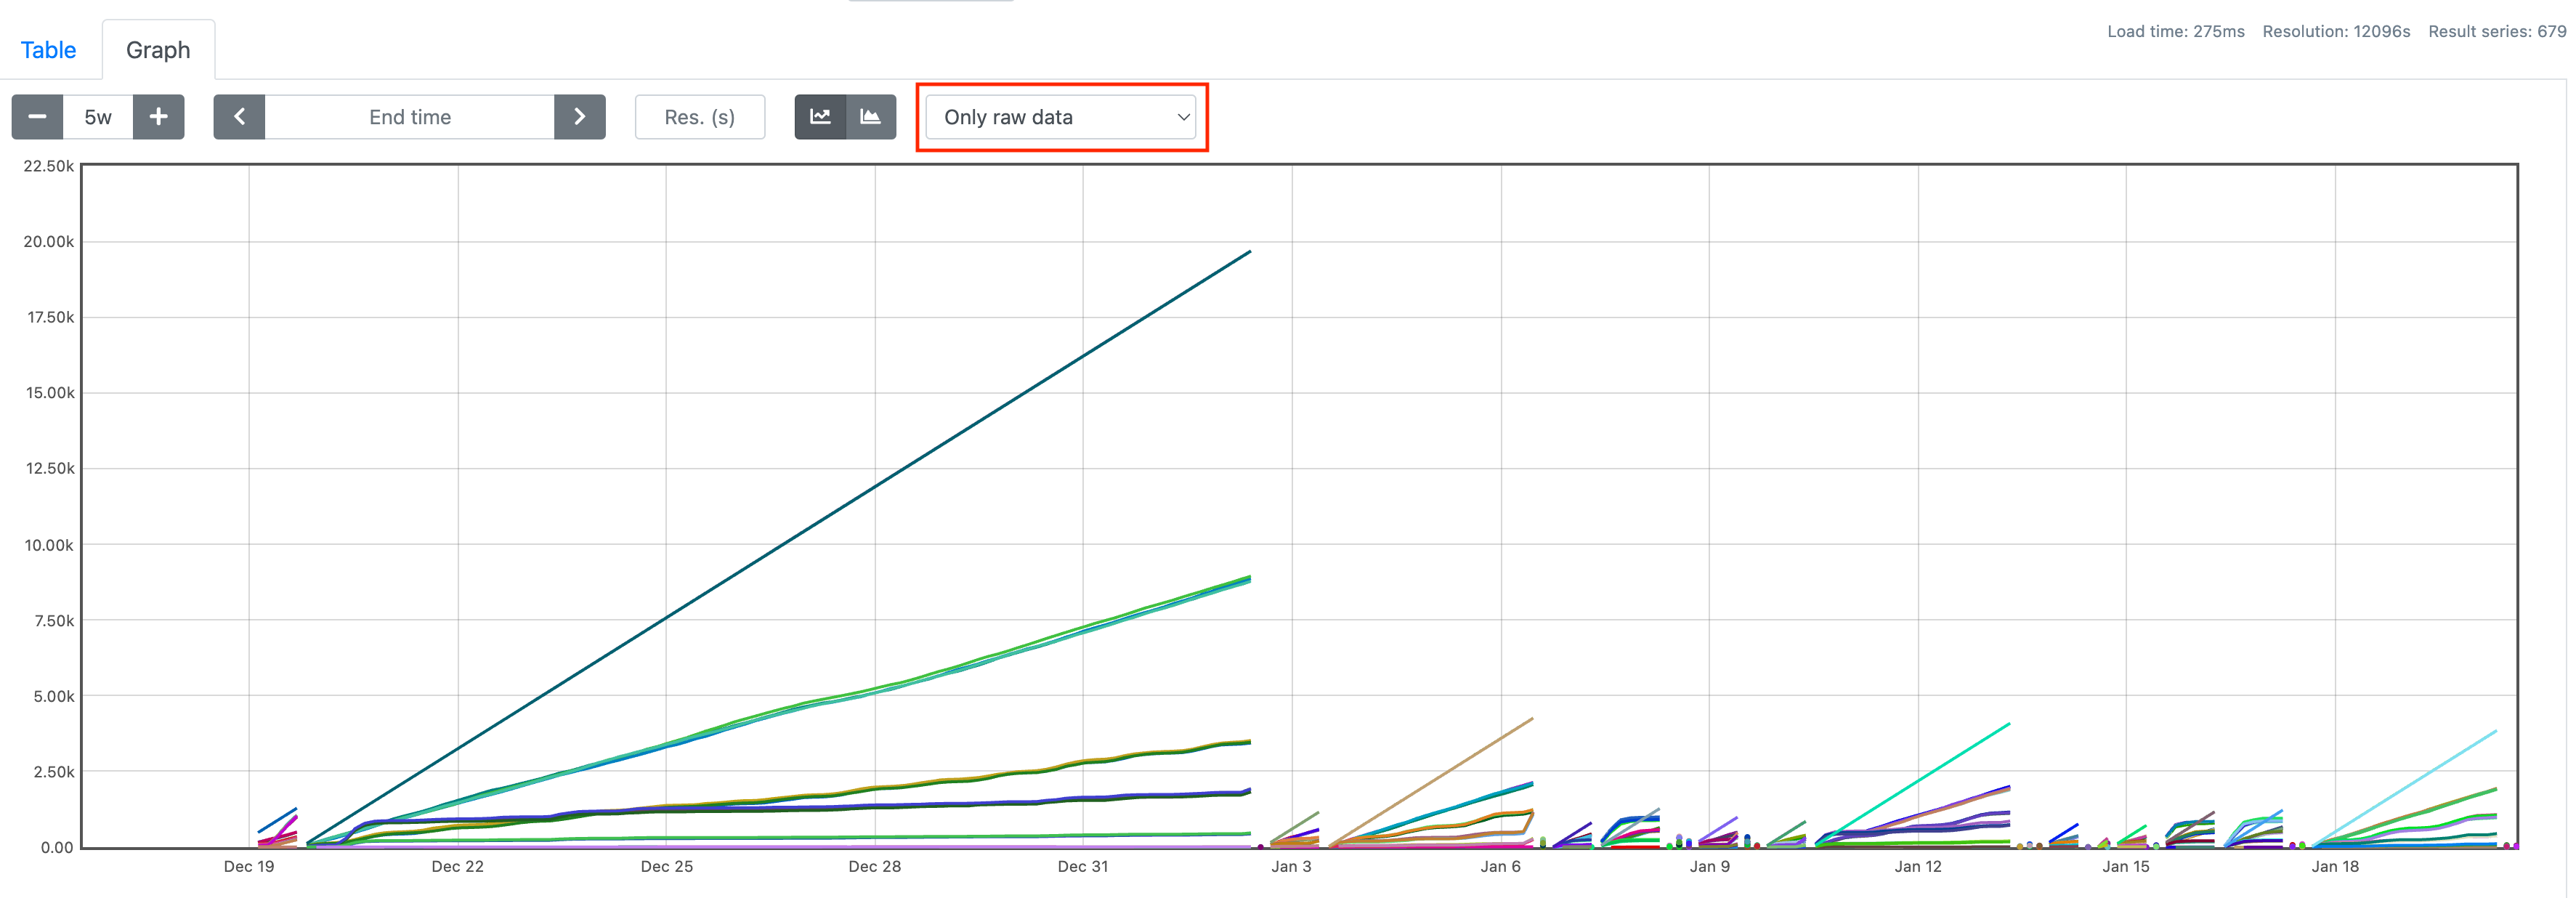 Table
Graph
Load time: 275ms Resolution: 12096s Result series: 679
5w
End time
Res. (s)
Only raw data
22.50k
20.00k
17.50k
15.00k
12.50k
10.00k
7.50k
5.00k
2.50k
0.00
Dec 19 Dec 22 Dec 25 Dec 28 Dec 31 Jan 3 Jan 6 Jan 9 Jan 12 Jan 15 Jan 18